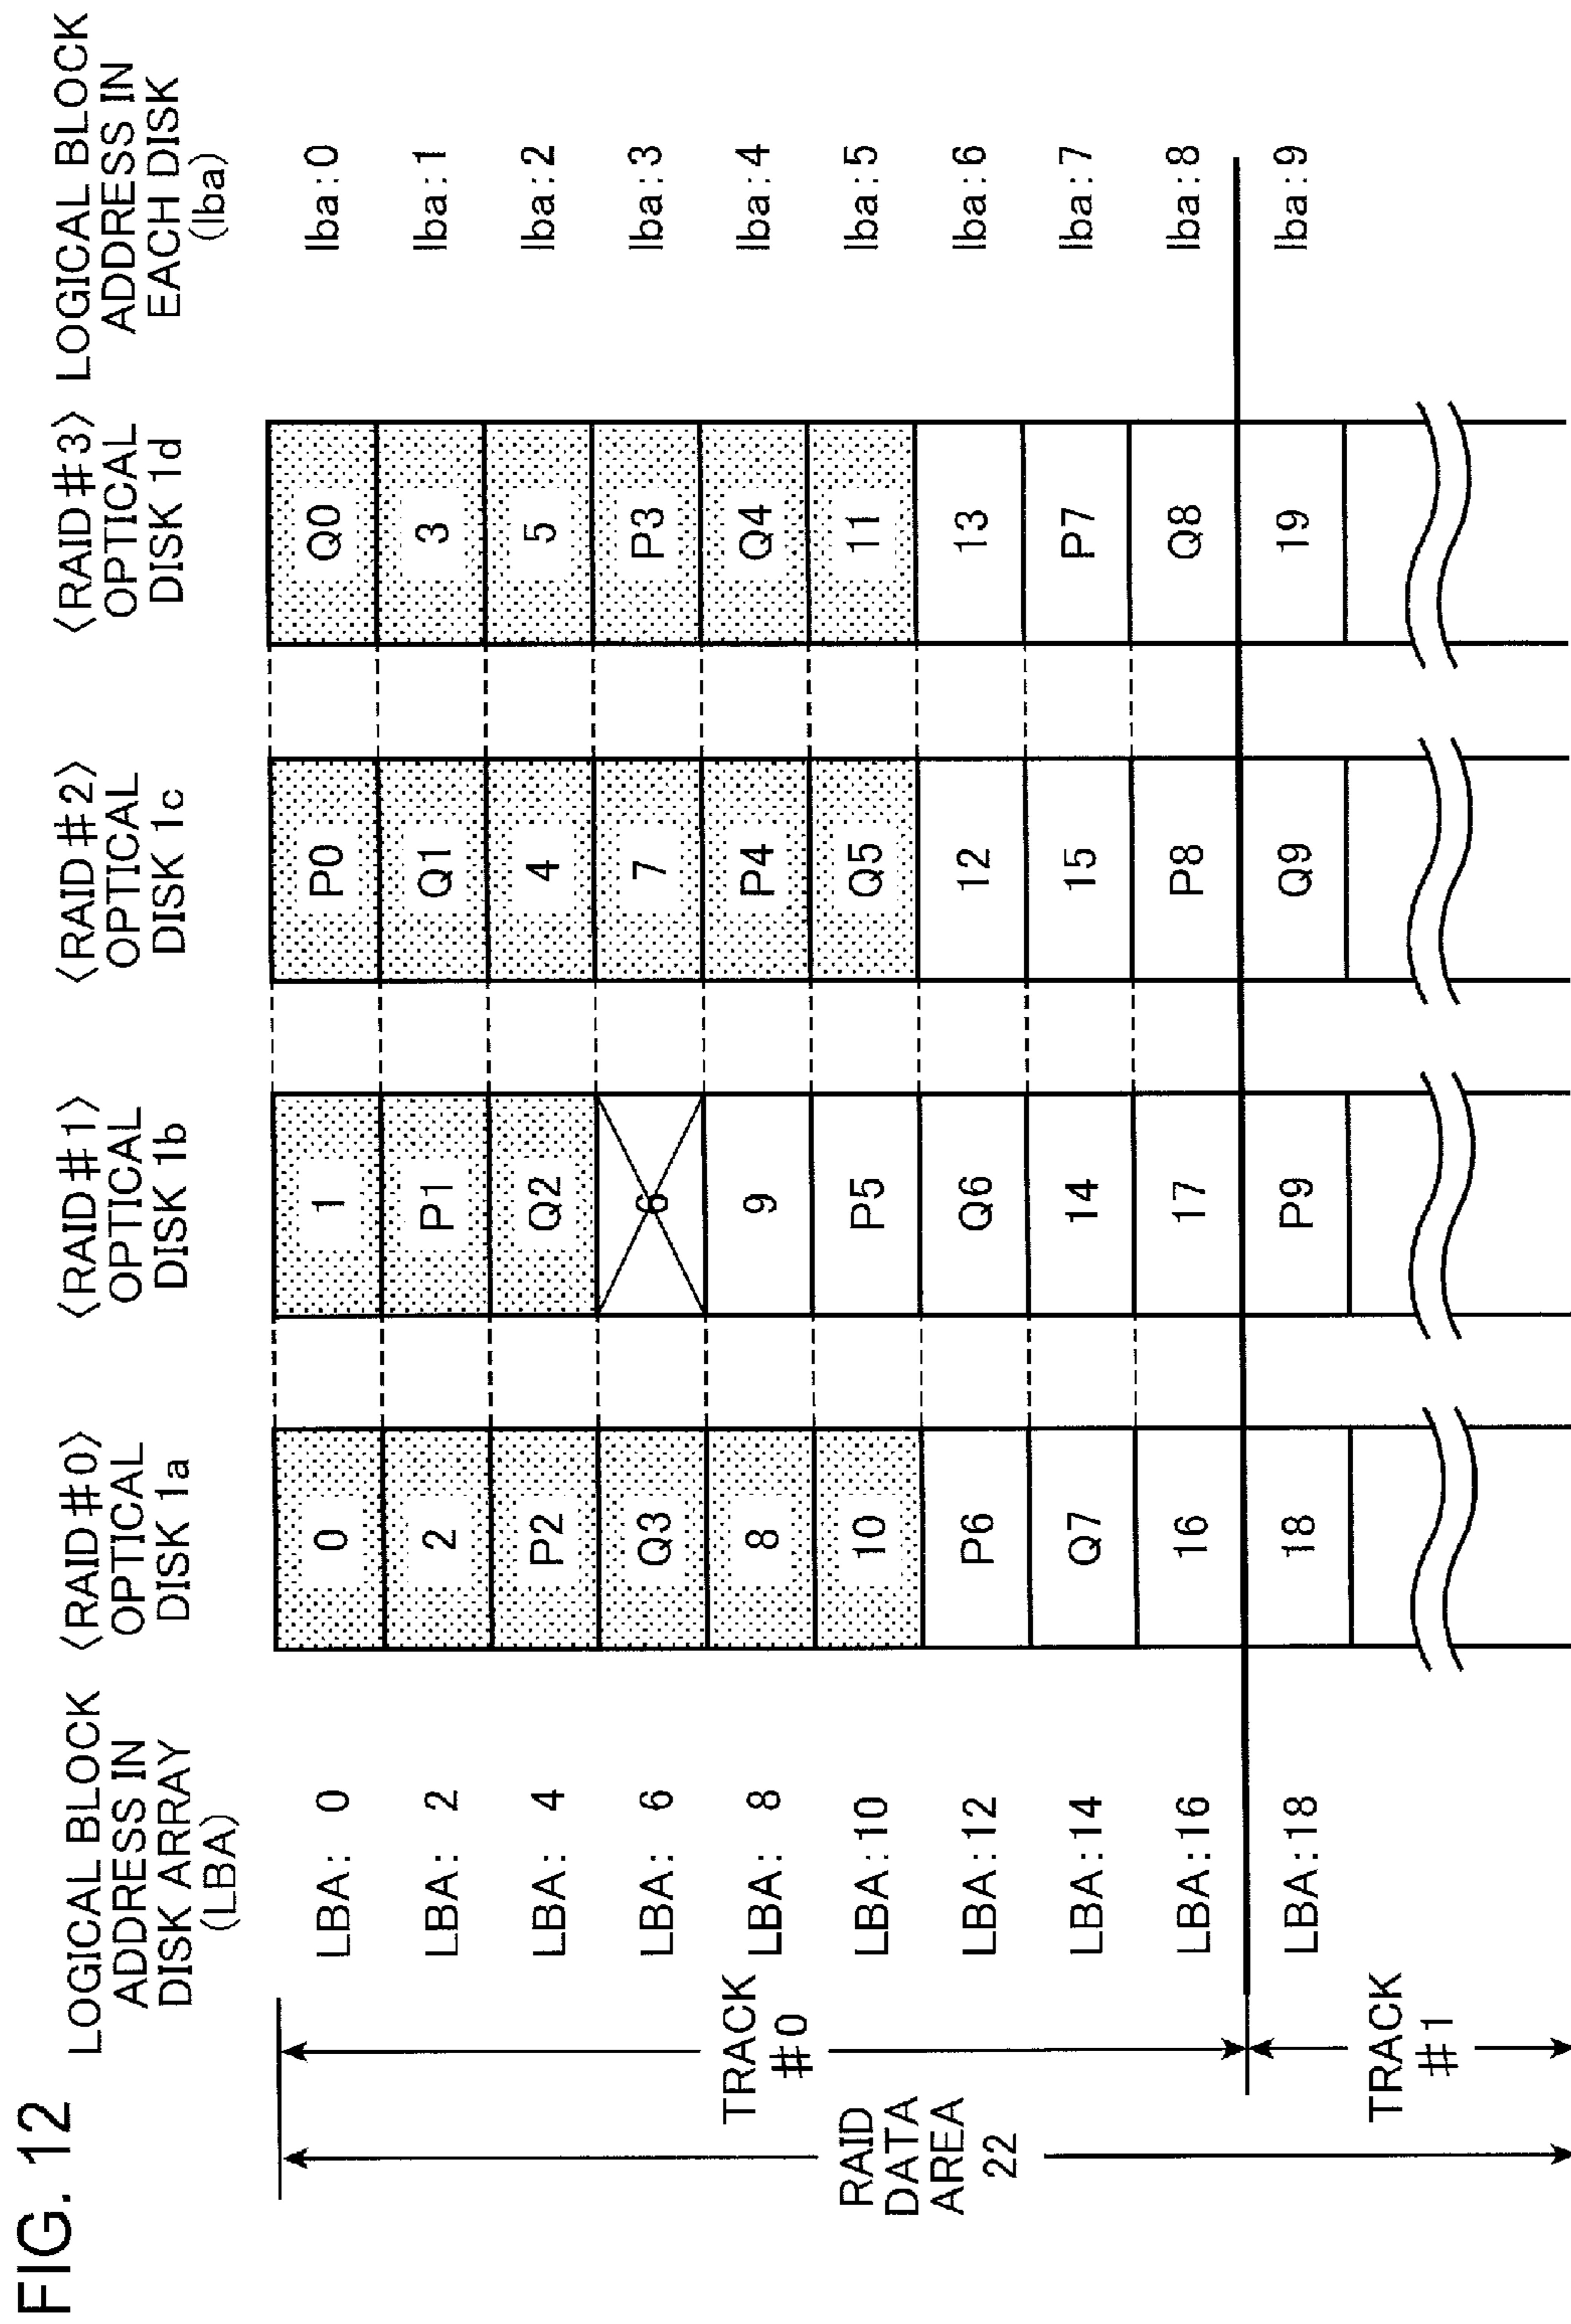 FIG. 12
LOGICAL BLOCK
ADDRESS IN
DISK ARRAY
(LBA)
〈RAID#0〉
OPTICAL
DISK 1a
〈RAID#1〉
OPTICAL
DISK 1b
〈RAID#2〉
OPTICAL
DISK 1c
〈RAID#3〉
OPTICAL
DISK 1d
LOGICAL BLOCK
ADDRESS IN
EACH DISK
(lba)
LBA: 0 0 1 P0 Q0 lba:0
LBA: 2 2 P1 Q1 3 lba:1
LBA: 4 P2 Q2 4 5 lba:2
LBA: 6 Q3 6 7 P3 lba:3
LBA: 8 8 9 P4 Q4 lba:4
LBA:10 10 P5 Q5 11 lba:5
LBA:12 P6 Q6 12 13 lba:6
LBA:14 Q7 14 15 P7 lba:7
LBA:16 16 17 P8 Q8 lba:8
LBA:18 18 P9 Q9 19 lba:9
TRACK
#0
RAID
DATA
AREA
22
TRACK
#1